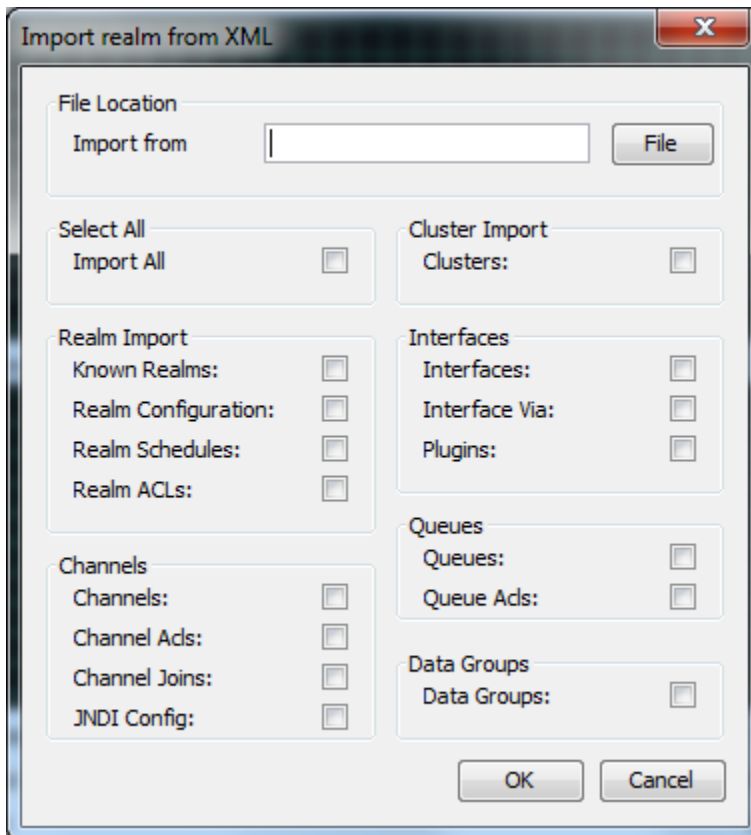 Import realm from XML
File Location
Import from
File
Select All
Import All
Cluster Import
Clusters:
Realm Import
Known Realms:
Realm Configuration:
Realm Schedules:
Realm ACLs:
Interfaces
Interfaces:
Interface Via:
Plugins:
Channels
Channels:
Channel Acls:
Channel Joins:
JNDI Config:
Queues
Queues:
Queue Acls:
Data Groups
Data Groups:
OK
Cancel